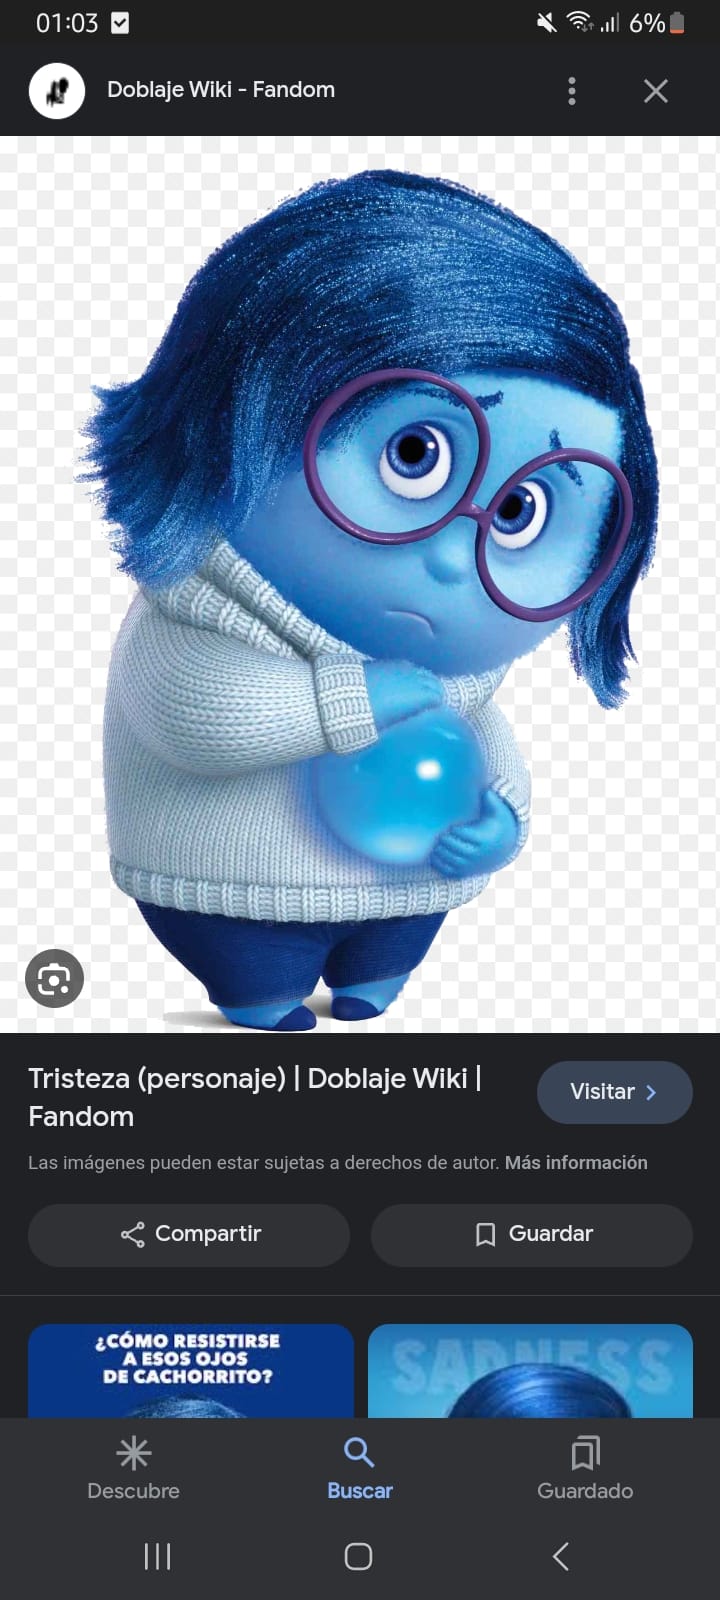 01:03
6%
Doblaje Wiki - Fandom
Tristeza (personaje) | Doblaje Wiki |
Fandom
Visitar
Las imágenes pueden estar sujetas a derechos de autor. Más información
Compartir
Guardar
¿CÓMO RESISTIRSE
A ESOS OJOS
DE CACHORRITO?
SADNESS
Descubre
Buscar
Guardado